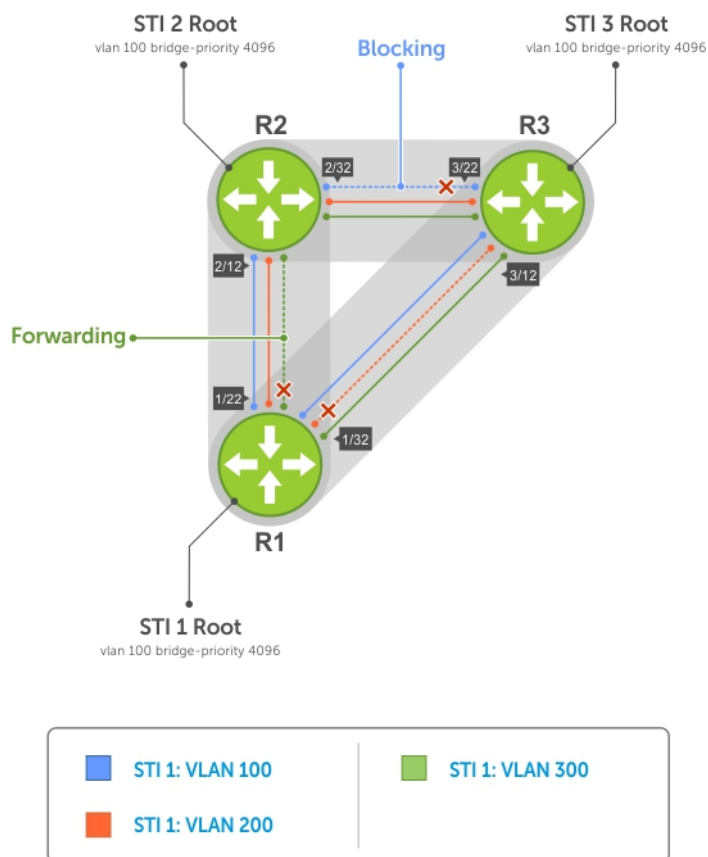 STI 2 Root
vlan 100 bridge-priority 4096
STI 3 Root
vlan 100 bridge-priority 4096
Blocking
R2
R3
2/32
3/22
2/12
3/12
Forwarding
1/22
1/32
R1
STI 1 Root
vlan 100 bridge-priority 4096
STI 1: VLAN 100
STI 1: VLAN 300
STI 1: VLAN 200